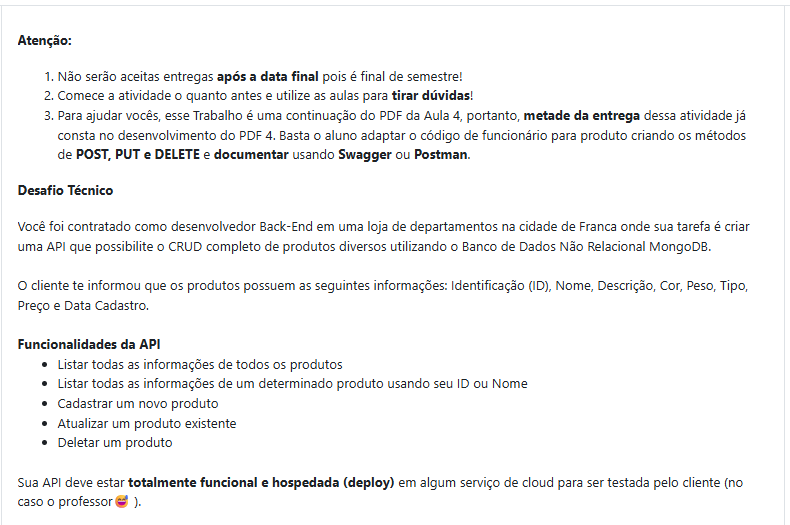 Atenção:
1. Não serão aceitas entregas após a data final pois é final de semestre!
2. Comece a atividade o quanto antes e utilize as aulas para tirar dúvidas!
3. Para ajudar vocês, esse Trabalho é uma continuação do PDF da Aula 4, portanto, metade da entrega dessa atividade já
consta no desenvolvimento do PDF 4. Basta o aluno adaptar o código de funcionário para produto criando os métodos
de POST, PUT e DELETE e documentar usando Swagger ou Postman.
Desafio Técnico
Você foi contratado como desenvolvedor Back-End em uma loja de departamentos na cidade de Franca onde sua tarefa é criar
uma API que possibilite o CRUD completo de produtos diversos utilizando o Banco de Dados Não Relacional MongoDB.
O cliente te informou que os produtos possuem as seguintes informações: Identificação (ID), Nome, Descrição, Cor, Peso, Tipo,
Preço e Data Cadastro.
Funcionalidades da API
• Listar todas as informações de todos os produtos
• Listar todas as informações de um determinado produto usando seu ID ou Nome
• Cadastrar um novo produto
• Atualizar um produto existente
• Deletar um produto
Sua API deve estar totalmente funcional e hospedada (deploy) em algum serviço de cloud para ser testada pelo cliente (no
caso o professor😅 ).